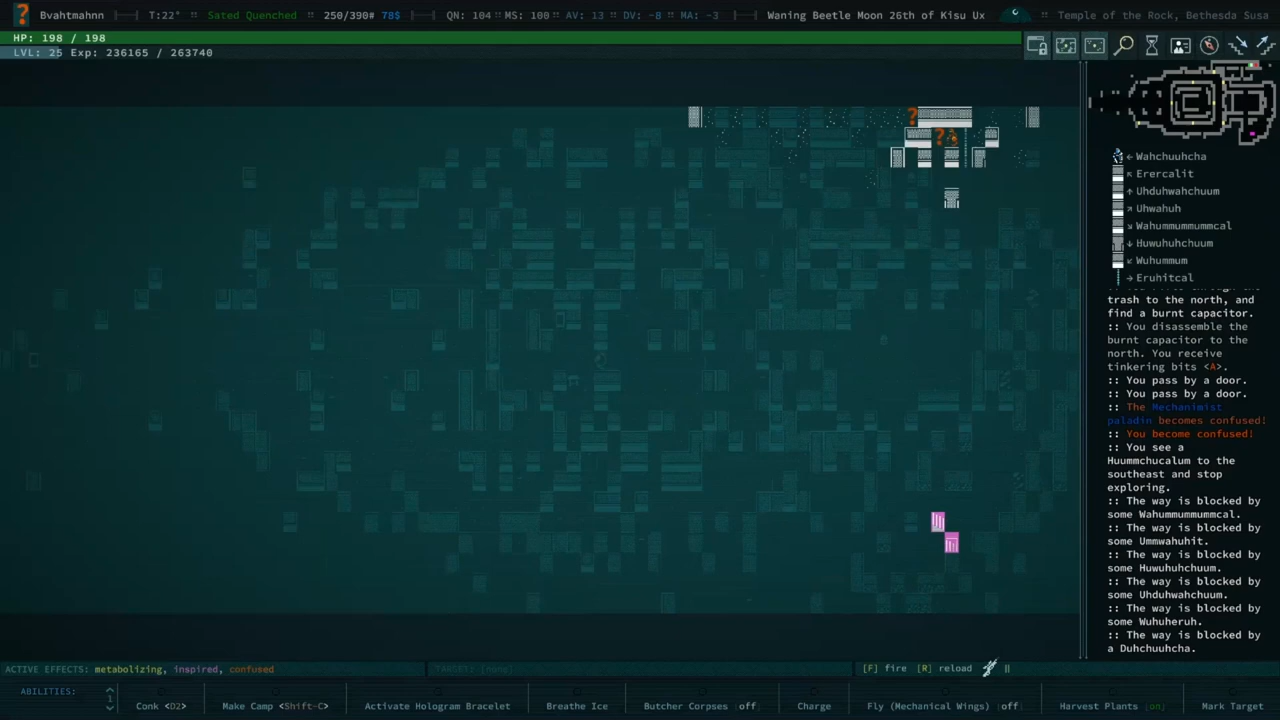 Bvahtmahnn T:22° Sated Quenched 250/390# 78$ QN: 104 MS: 100 AV: 13 DV: -8 MA: -3 Waning Beetle Moon 26th of Kisu Ux Temple of the Rock, Bethesda Susa
HP: 198 / 198
LVL: 25 Exp: 236165 / 263740
← Wahchuuhcha
↖ Erercalit
↑ Uhduhwahchuum
↗ Uhwahuh
↗ Wahummummummcal
↓ Huwuhuhchuum
↙ Wuhummum
→ Eruhitcal
trash to the north, and
find a burnt capacitor.
:: You disassemble the
burnt capacitor to the
north. You receive
tinkering bits <A>.
:: You pass by a door.
:: You pass by a door.
:: The Mechanimist
paladin becomes confused!
:: You become confused!
:: You see a
Huummchucalum to the
southeast and stop
exploring.
:: The way is blocked by
some Wahummummummcal.
:: The way is blocked by
some Ummwahuhit.
:: The way is blocked by
some Huwuhuhchuum.
:: The way is blocked by
some Uhduhwahchuum.
:: The way is blocked by
some Wuhuheruh.
:: The way is blocked by
a Duhchuuhcha.
ACTIVE EFFECTS: metabolizing, inspired, confused TARGET: [none] [F] fire [R] reload
ABILITIES: 1 Conk <D2> Make Camp <Shift-C> Activate Hologram Bracelet Breathe Ice Butcher Corpses [off] Charge Fly (Mechanical Wings) [off] Harvest Plants [on] Mark Target